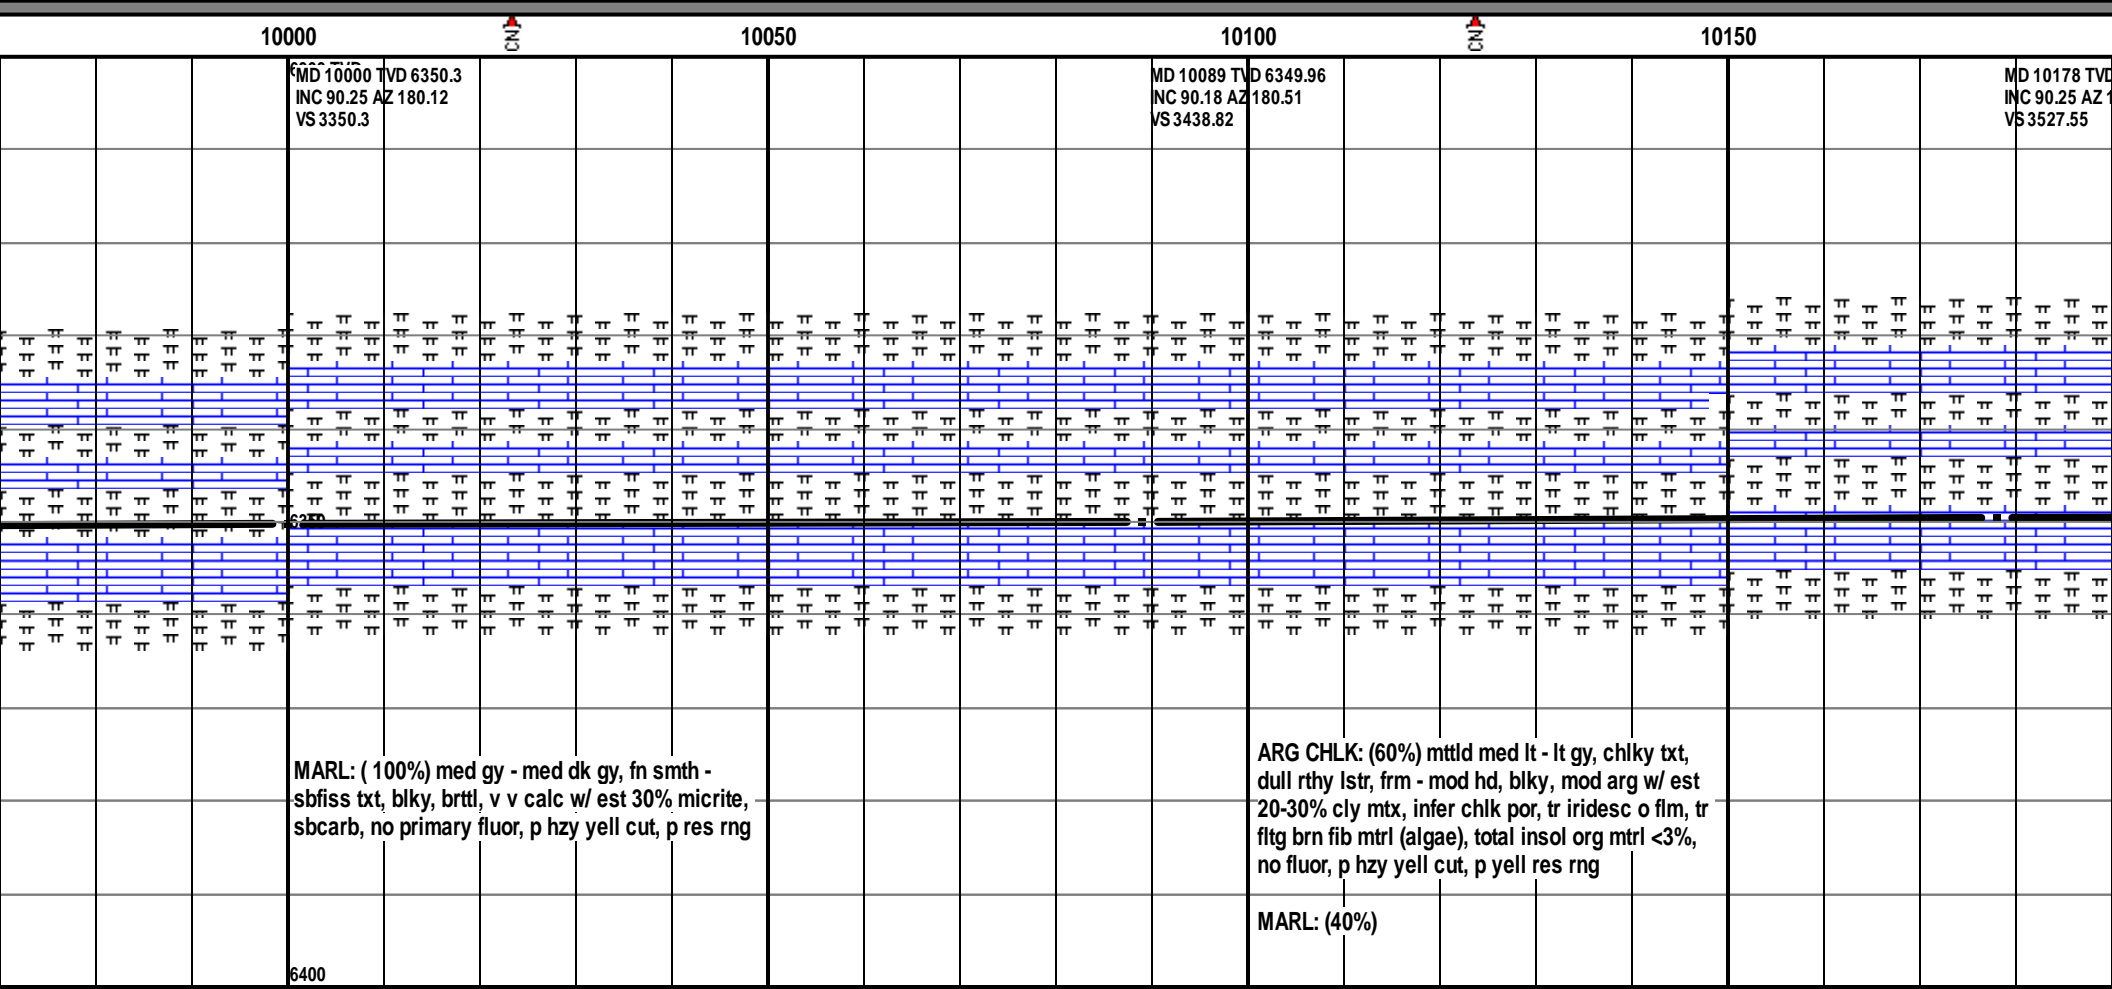 10000
CN
10050
10100
CN
10150
MD 10000 TVD 6350.3
INC 90.25 AZ 180.12
VS 3350.3
MD 10089 TVD 6349.96
INC 90.18 AZ 180.51
VS 3438.82
MD 10178 TVD
INC 90.25 AZ 1
VS 3527.55
6350
MARL: ( 100%) med gy - med dk gy, fn smth -
sbfiss txt, blky, brttl, v v calc w/ est 30% micrite,
sbcarb, no primary fluor, p hzy yell cut, p res rng
ARG CHLK: (60%) mttld med lt - lt gy, chlky txt,
dull rthy lstr, frm - mod hd, blky, mod arg w/ est
20-30% cly mtx, infer chlk por, tr iridesc o flm, tr
fltg brn fib mtrl (algae), total insol org mtrl <3%,
no fluor, p hzy yell cut, p yell res rng
MARL: (40%)
6400